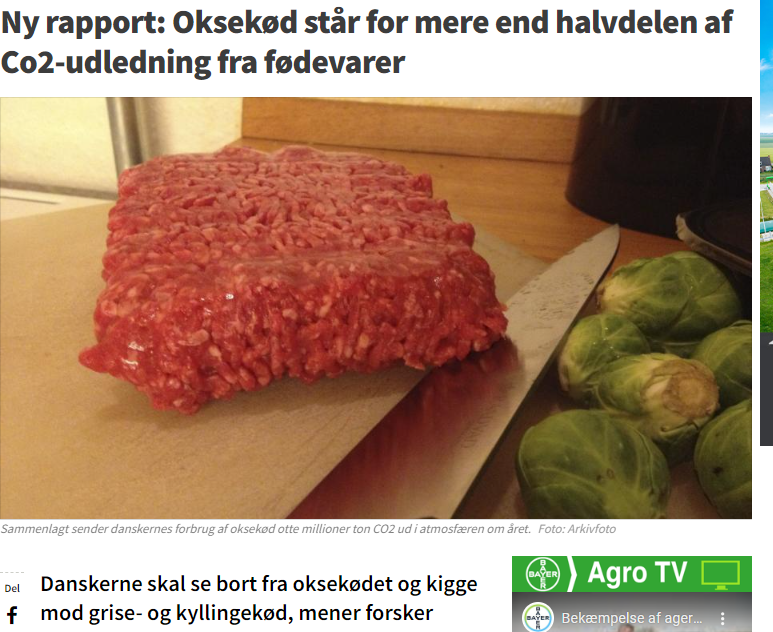 Ny rapport: Oksekød står for mere end halvdelen af
Co2-udledning fra fødevarer
Sammenlagt sender danskernes forbrug af oksekød otte millioner ton CO2 ud i atmosfæren om året. Foto: Arkivfoto
Del
Danskerne skal se bort fra oksekødet og kigge
mod grise- og kyllingekød, mener forsker
BAYER
BAYER
Agro TV
BAYER
Bekæmpelse af ager...